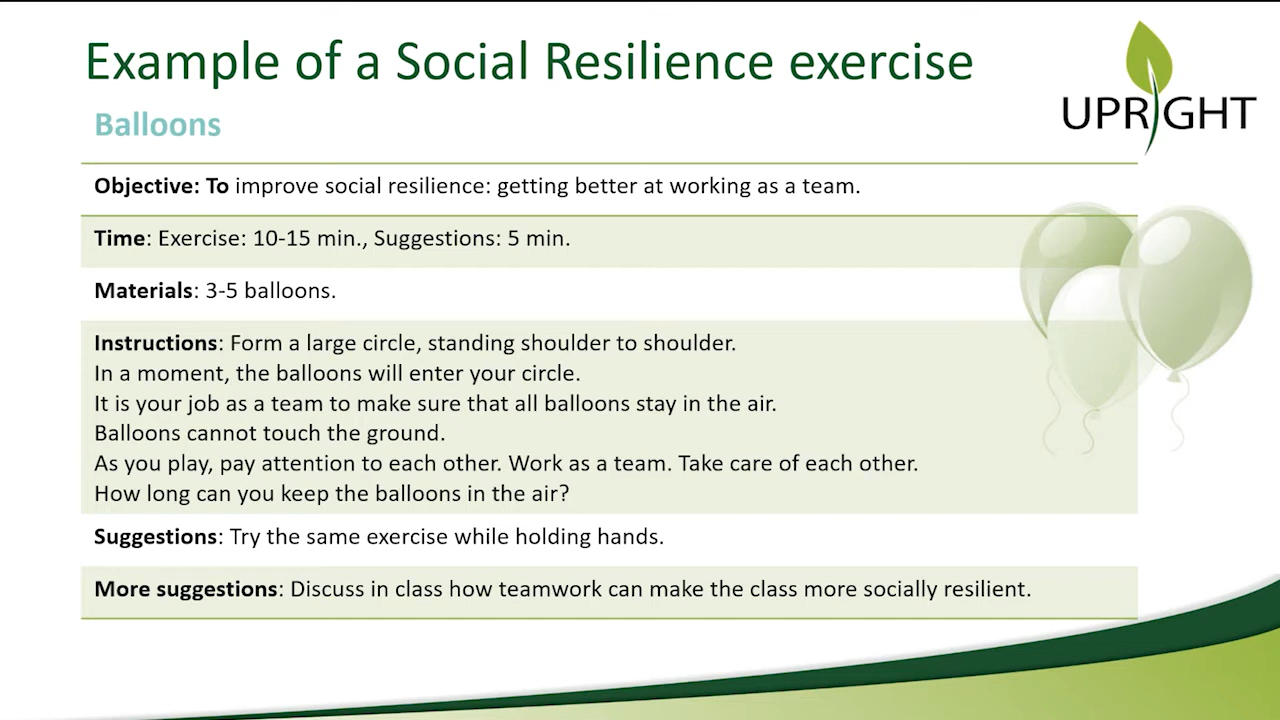 Example of a Social Resilience exercise
UPRIGHT
Balloons
Objective: To improve social resilience: getting better at working as a team.
Time: Exercise: 10-15 min., Suggestions: 5 min.
Materials: 3-5 balloons.
Instructions: Form a large circle, standing shoulder to shoulder.
In a moment, the balloons will enter your circle.
It is your job as a team to make sure that all balloons stay in the air.
Balloons cannot touch the ground.
As you play, pay attention to each other. Work as a team. Take care of each other.
How long can you keep the balloons in the air?
Suggestions: Try the same exercise while holding hands.
More suggestions: Discuss in class how teamwork can make the class more socially resilient.